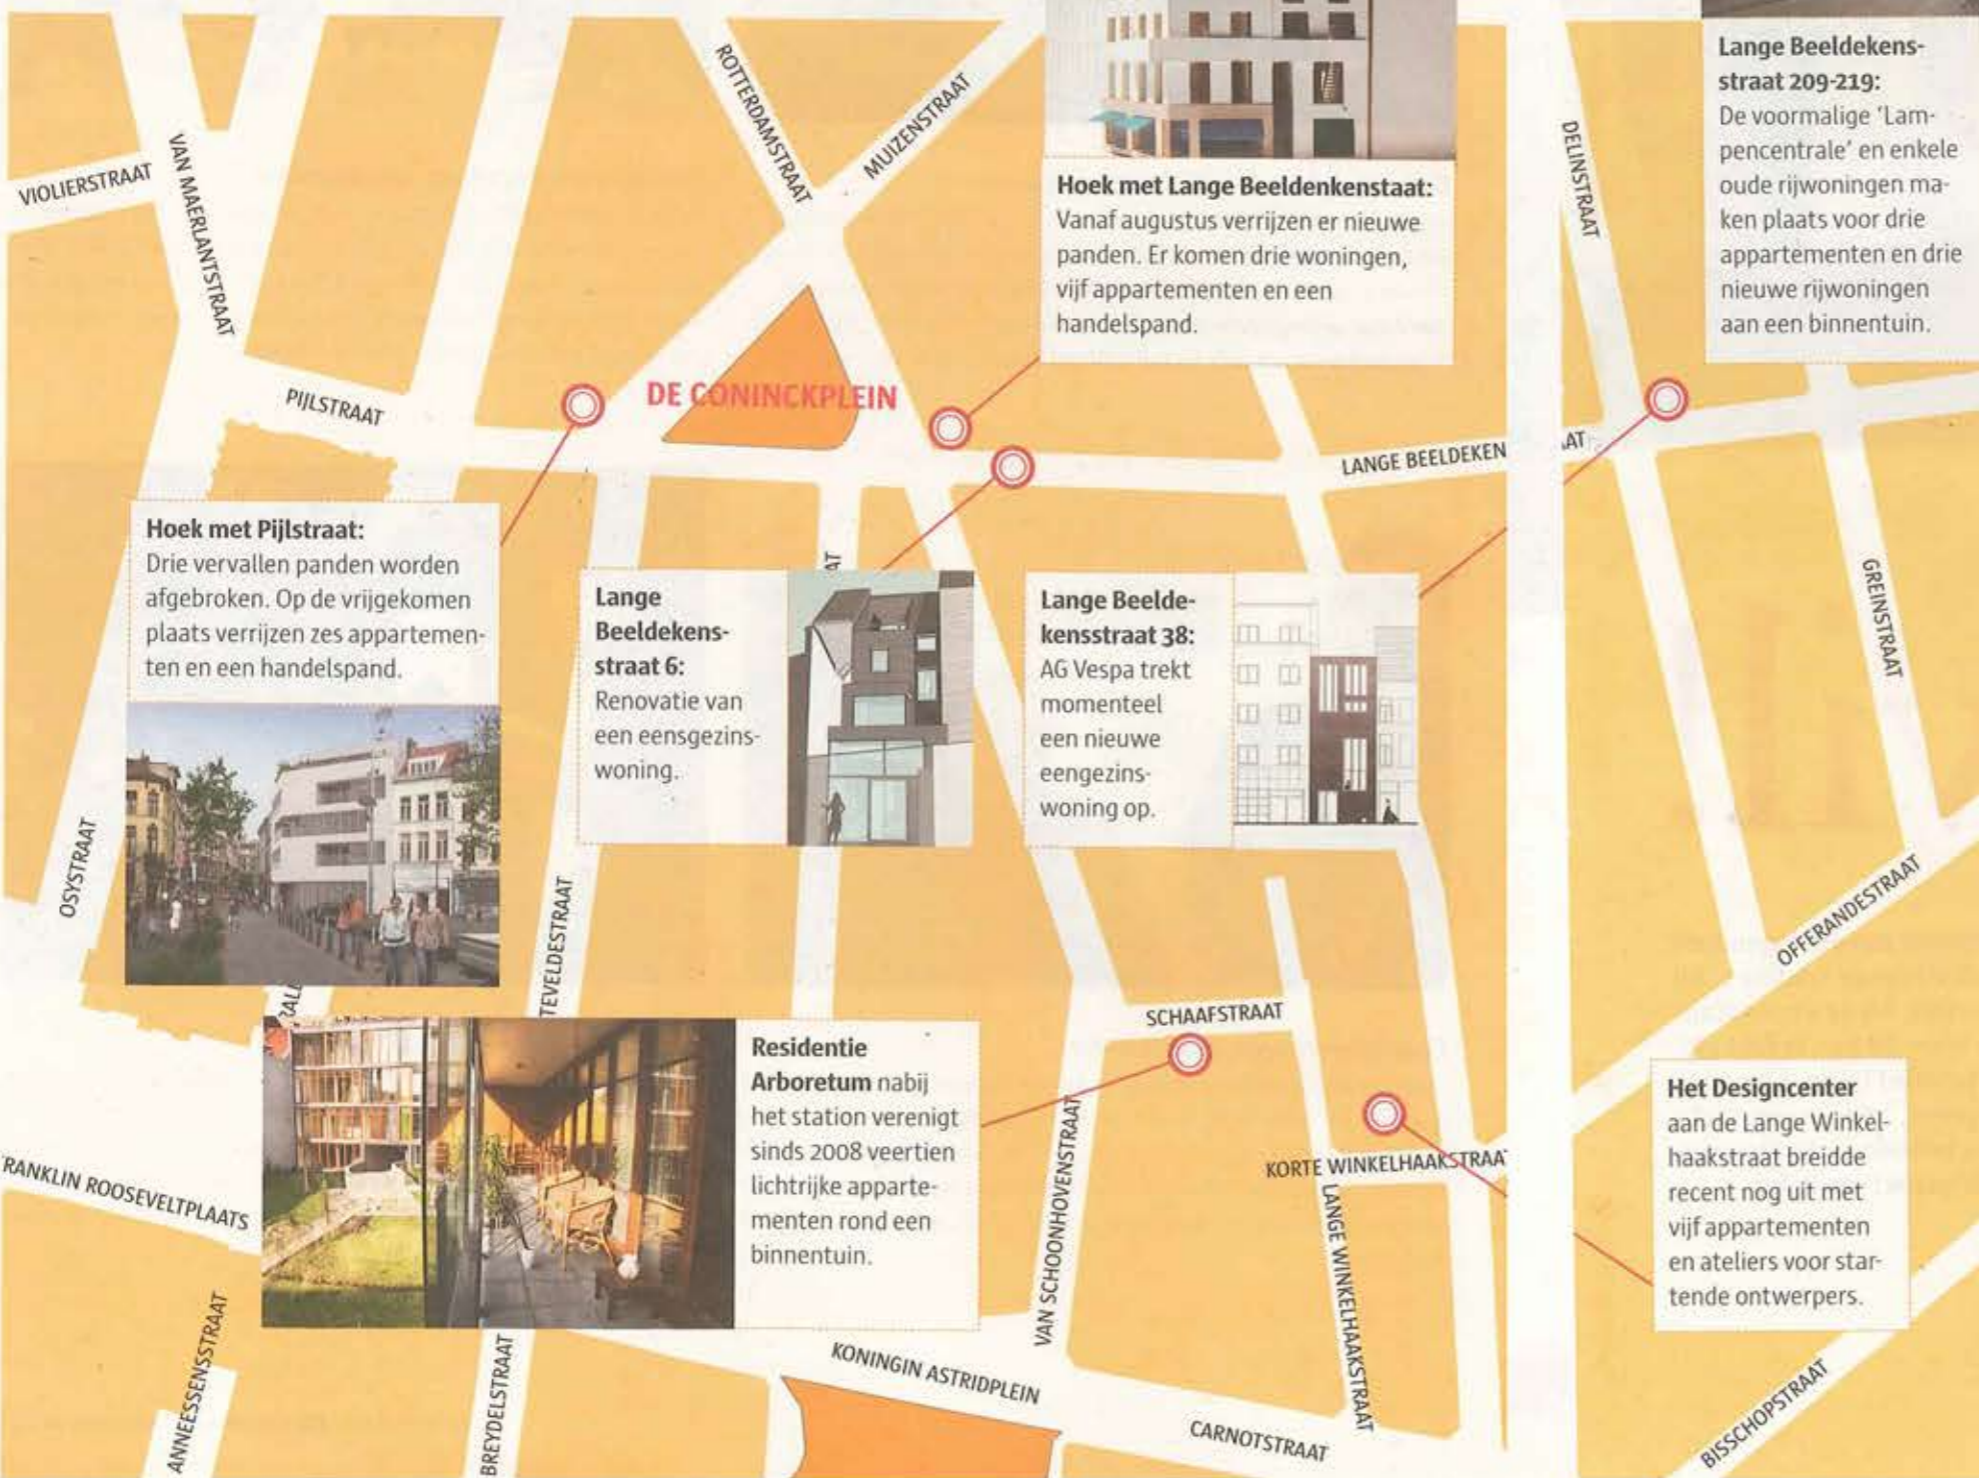 ROTTERDAMSTRAAT
MUIZENSTRAAT
VIOLIERSTRAAT
VAN MAERLANTSTRAAT
DELINSTRAAT
Lange Beeldekens-
straat 209-219:
De voormalige ‘Lam-
pencentrale’ en enkele
oude rijwoningen ma-
ken plaats voor drie
appartementen en drie
nieuwe rijwoningen
aan een binnentuin.
Hoek met Lange Beeldenkenstaat:
Vanaf augustus verrijzen er nieuwe
panden. Er komen drie woningen,
vijf appartementen en een
handelspand.
PIJLSTRAAT
DE CONINCKPLEIN
LANGE BEELDEKEN
AT
Hoek met Pijlstraat:
Drie vervallen panden worden
afgebroken. Op de vrijgekomen
plaats verrijzen zes appartemen-
ten en een handelspand.
AT
Lange
Beeldekens-
straat 6:
Renovatie van
een eensgezins-
woning.
Lange Beelde-
kensstraat 38:
AG Vespa trekt
momenteel
een nieuwe
eengezins-
woning op.
GREINSTRAAT
OSYSTRAAT
TEVELDESTRAAT
OFFERANDESTRAAT
SCHAAFSTRAAT
Residentie
Arboretum nabij
het station verenigt
sinds 2008 veertien
lichtrijke apparte-
menten rond een
binnentuin.
Het Designcenter
aan de Lange Winkel-
haakstraat breidde
recent nog uit met
vijf appartementen
en ateliers voor star-
tende ontwerpers.
RANKLIN ROOSEVELTPLAATS
VAN SCHOONHOVENSTRAAT
KORTE WINKELHAAKSTRAA
LANGE WINKELHAAKSTRAAT
ANNEESSENSSTRAAT
BREYDELSTRAAT
KONINGIN ASTRIDPLEIN
CARNOTSTRAAT
BISSCHOPSTRAAT